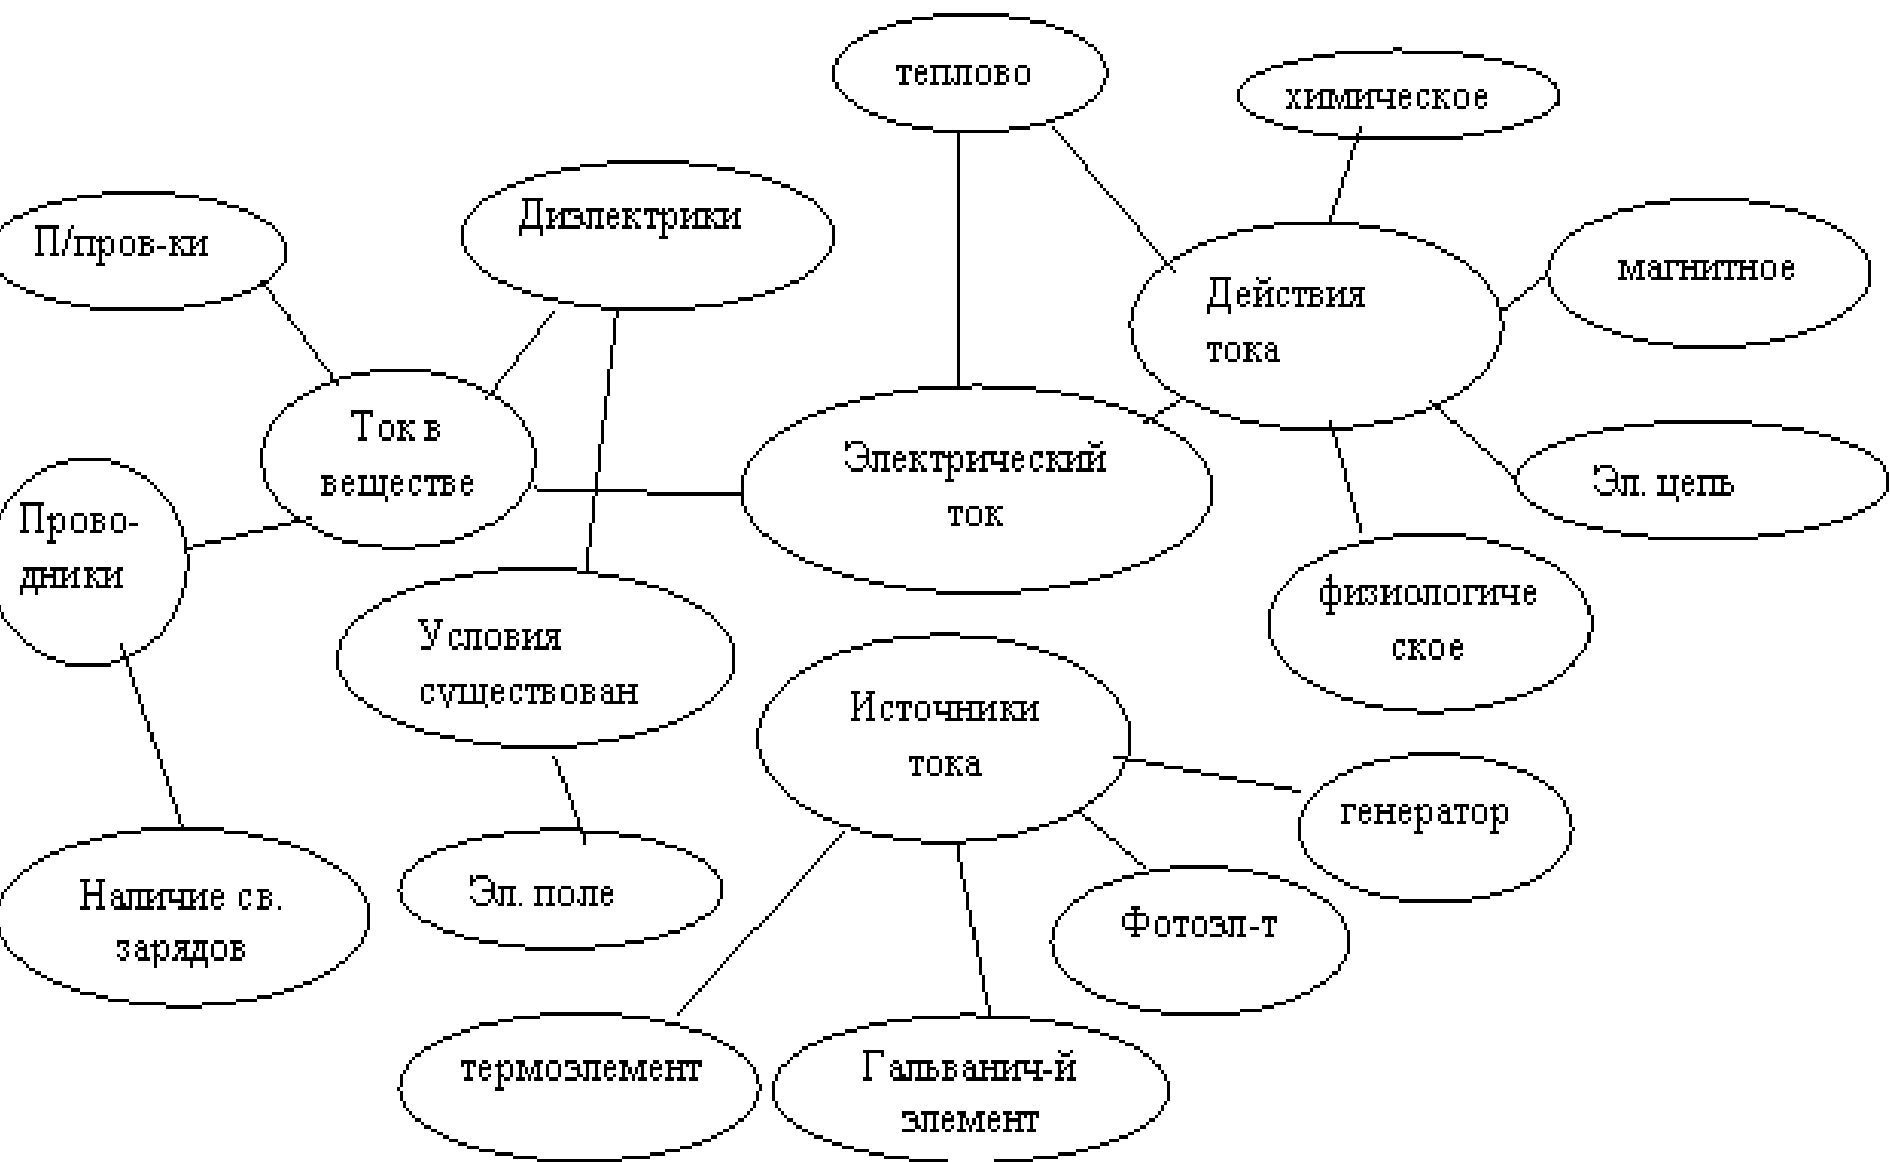 теплово
химическое
П/пров-ки
Диэлектрики
магнитное
Действия
тока
Ток в
веществе
Электрический
ток
Эл. цепь
Прово-
дники
физиологиче
ское
Условия
существован
Источники
тока
генератор
Наличие св.
зарядов
Эл. поле
Фотоэл-т
термоэлемент
Гальванич-й
элемент